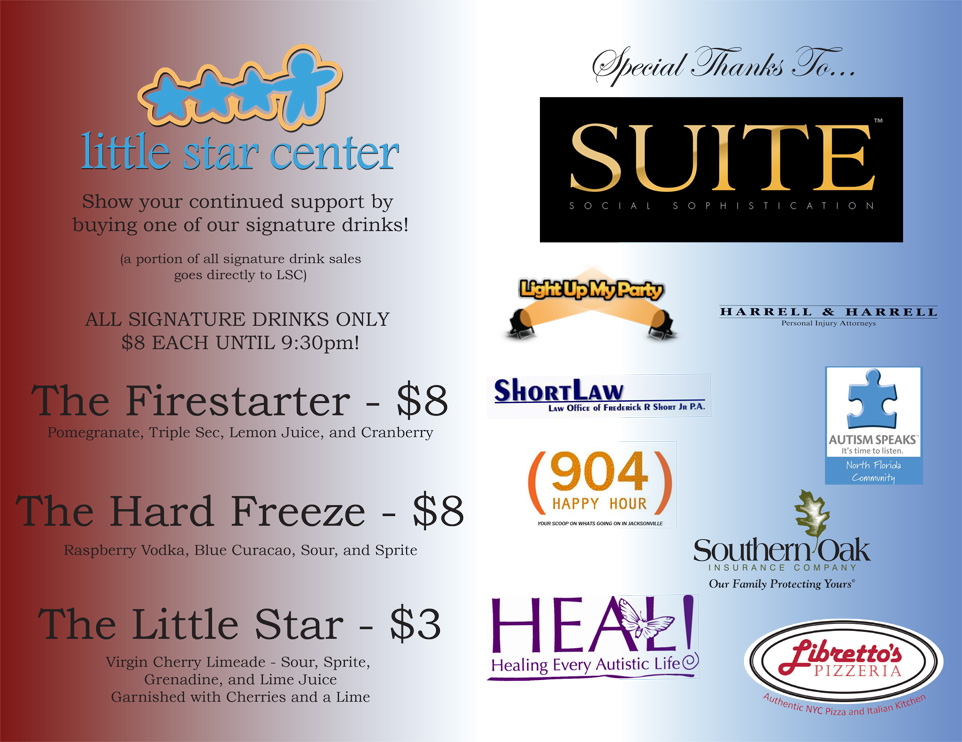 little star center
Show your continued support by
buying one of our signature drinks!
(a portion of all signature drink sales
goes directly to LSC)
ALL SIGNATURE DRINKS ONLY
$8 EACH UNTIL 9:30pm!
The Firestarter - $8
Pomegranate, Triple Sec, Lemon Juice, and Cranberry
The Hard Freeze - $8
Raspberry Vodka, Blue Curacao, Sour, and Sprite
The Little Star - $3
Virgin Cherry Limeade - Sour, Sprite,
Grenadine, and Lime Juice
Garnished with Cherries and a Lime
Special Thanks To...
SUITE™
SOCIAL SOPHISTICATION
Light Up My Party
HARRELL & HARRELL
Personal Injury Attorneys
SHORTLAW
LAW OFFICE OF FREDERICK R SHORT JR P.A.
AUTISM SPEAKS™
It's time to listen.
North Florida
Community
(904)
HAPPY HOUR
YOUR SCOOP ON WHATS GOING ON IN JACKSONVILLE
Southern Oak
INSURANCE COMPANY
Our Family Protecting Yours®
HEAL!
Healing Every Autistic Life
Libretto's
PIZZERIA
Authentic NYC Pizza and Italian Kitchen